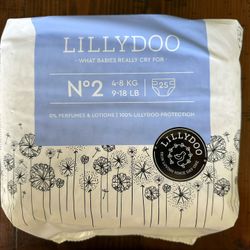 LILLYDOO
WHAT BABIES REALLY CRY FOR
Nº2
4-8 KG
9-18 LB
25
0% PERFUMES & LOTIONS | 100% LILLYDOO PROTECTION
LILLYDOO